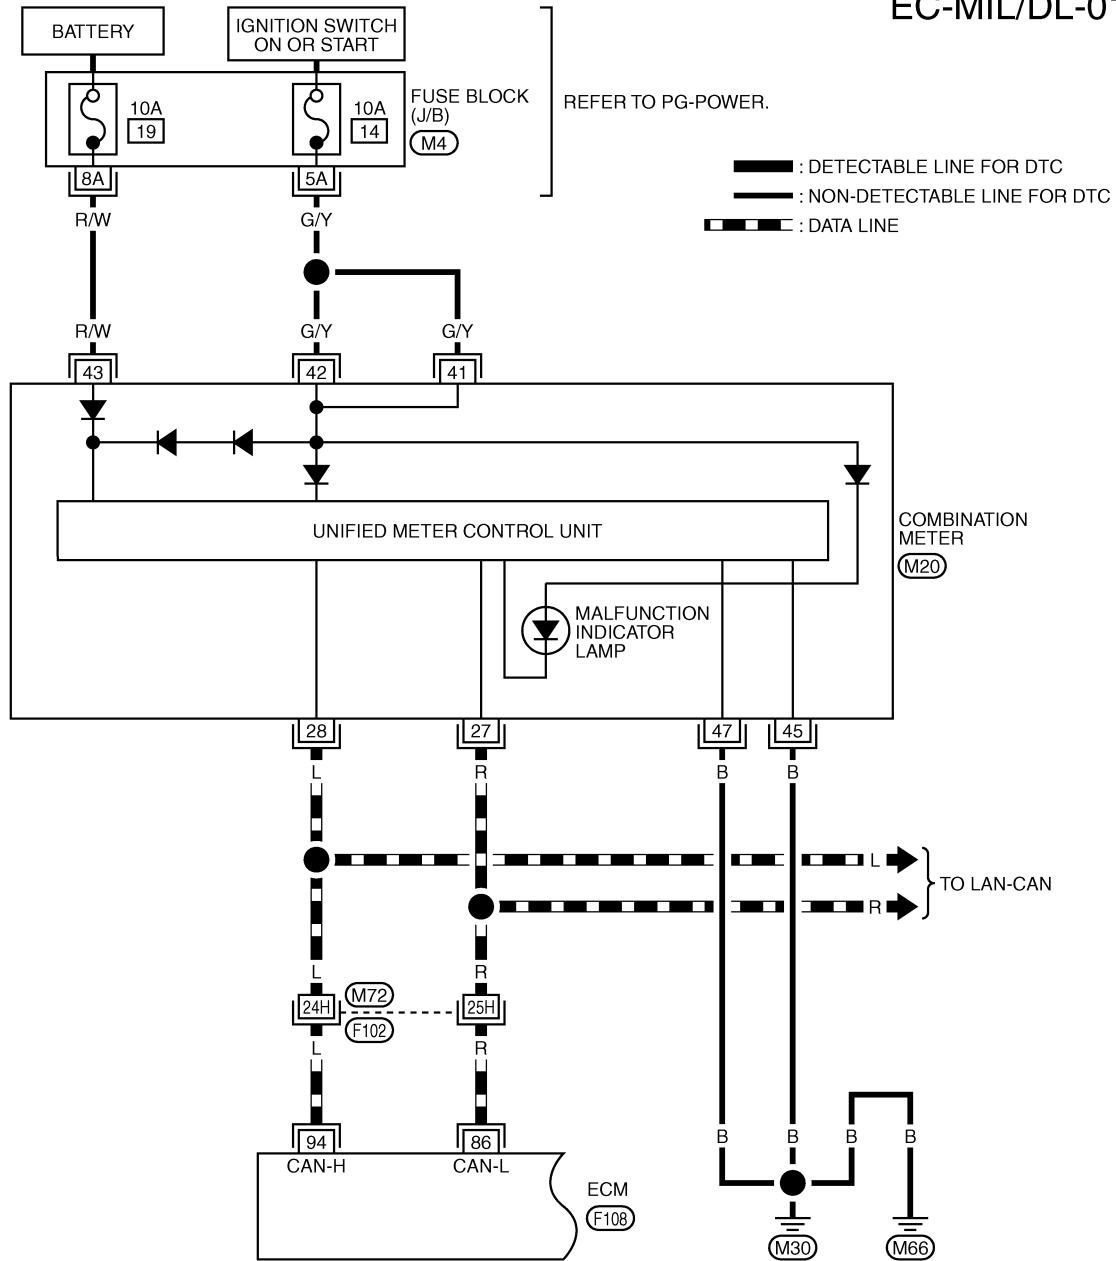 EC-MIL/DL-01
BATTERY
IGNITION SWITCH
ON OR START
10A
19
10A
14
FUSE BLOCK
(J/B)
M4
REFER TO PG-POWER.
8A
5A
: DETECTABLE LINE FOR DTC
: NON-DETECTABLE LINE FOR DTC
: DATA LINE
R/W
G/Y
R/W
G/Y
G/Y
43
42
41
UNIFIED METER CONTROL UNIT
COMBINATION
METER
M20
MALFUNCTION
INDICATOR
LAMP
28
27
47
45
L
R
B
B
L
R
TO LAN-CAN
L
R
24H
M72
F102
25H
L
R
94
86
CAN-H
CAN-L
ECM
F108
B
B
B
B
M30
M66